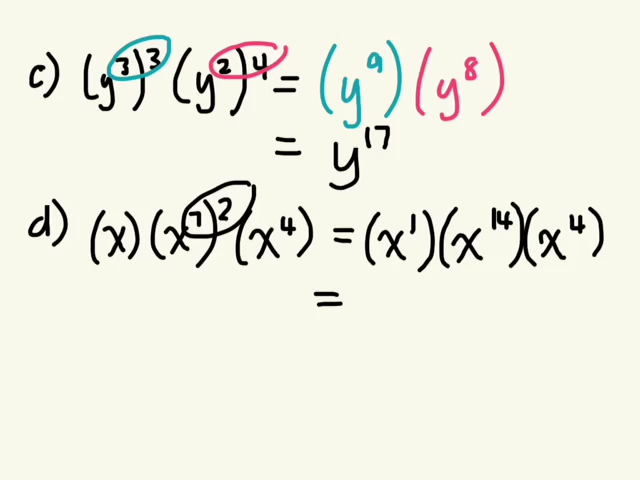 c) (y³)³ (y²)⁴ = (y⁹) (y⁸)
= y¹⁷
d) (x) (x⁷)² (x⁴) = (x¹) (x¹⁴) (x⁴)
=